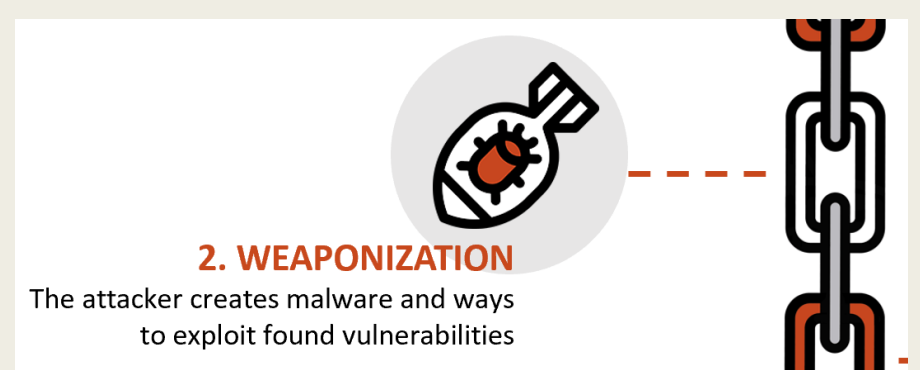 2. WEAPONIZATION
The attacker creates malware and ways
to exploit found vulnerabilities